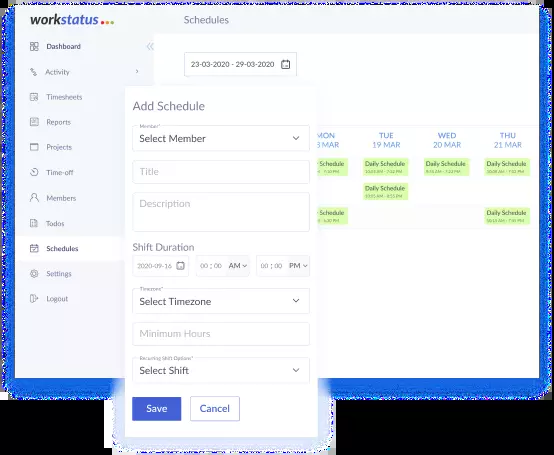 workstatus
Schedules
Dashboard
Activity
Timesheets
Reports
Projects
Time-off
Members
Todos
Schedules
Settings
Logout
23-03-2020 - 29-03-2020
MON TUE WED THU
18 MAR 19 MAR 20 MAR 21 MAR
Schedule Daily Schedule Daily Schedule Daily Schedule
Daily Schedule
Schedule Daily Schedule
Add Schedule
Member*
Select Member
Title
Description
Shift Duration
2020-09-16 00 : 00 AM 00 : 00 PM
Timezone*
Select Timezone
Minimum Hours
Recurring Shift Options*
Select Shift
Save Cancel